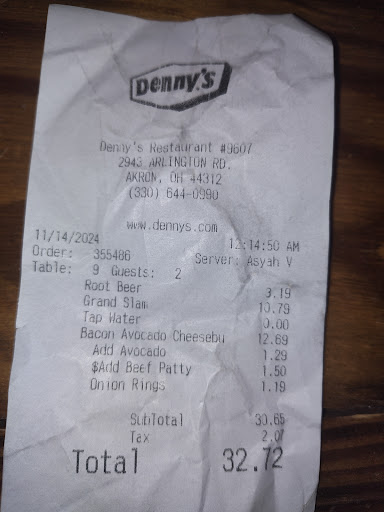 Denny's
Denny's Restaurant #9607
2943 ARLINGTON RD.
AKRON, OH 44312
(330) 644-0990
www.dennys.com
11/14/2024 12:14:50 AM
Order: 355486 Server: Asyah V
Table: 9 Guests: 2
Root Beer 3.19
Grand Slam 10.79
Tap Water 0.00
Bacon Avocado Cheesebu 12.69
Add Avocado 1.29
$Add Beef Patty 1.50
Onion Rings 1.19
SubTotal 30.65
Tax 2.07
Total 32.72